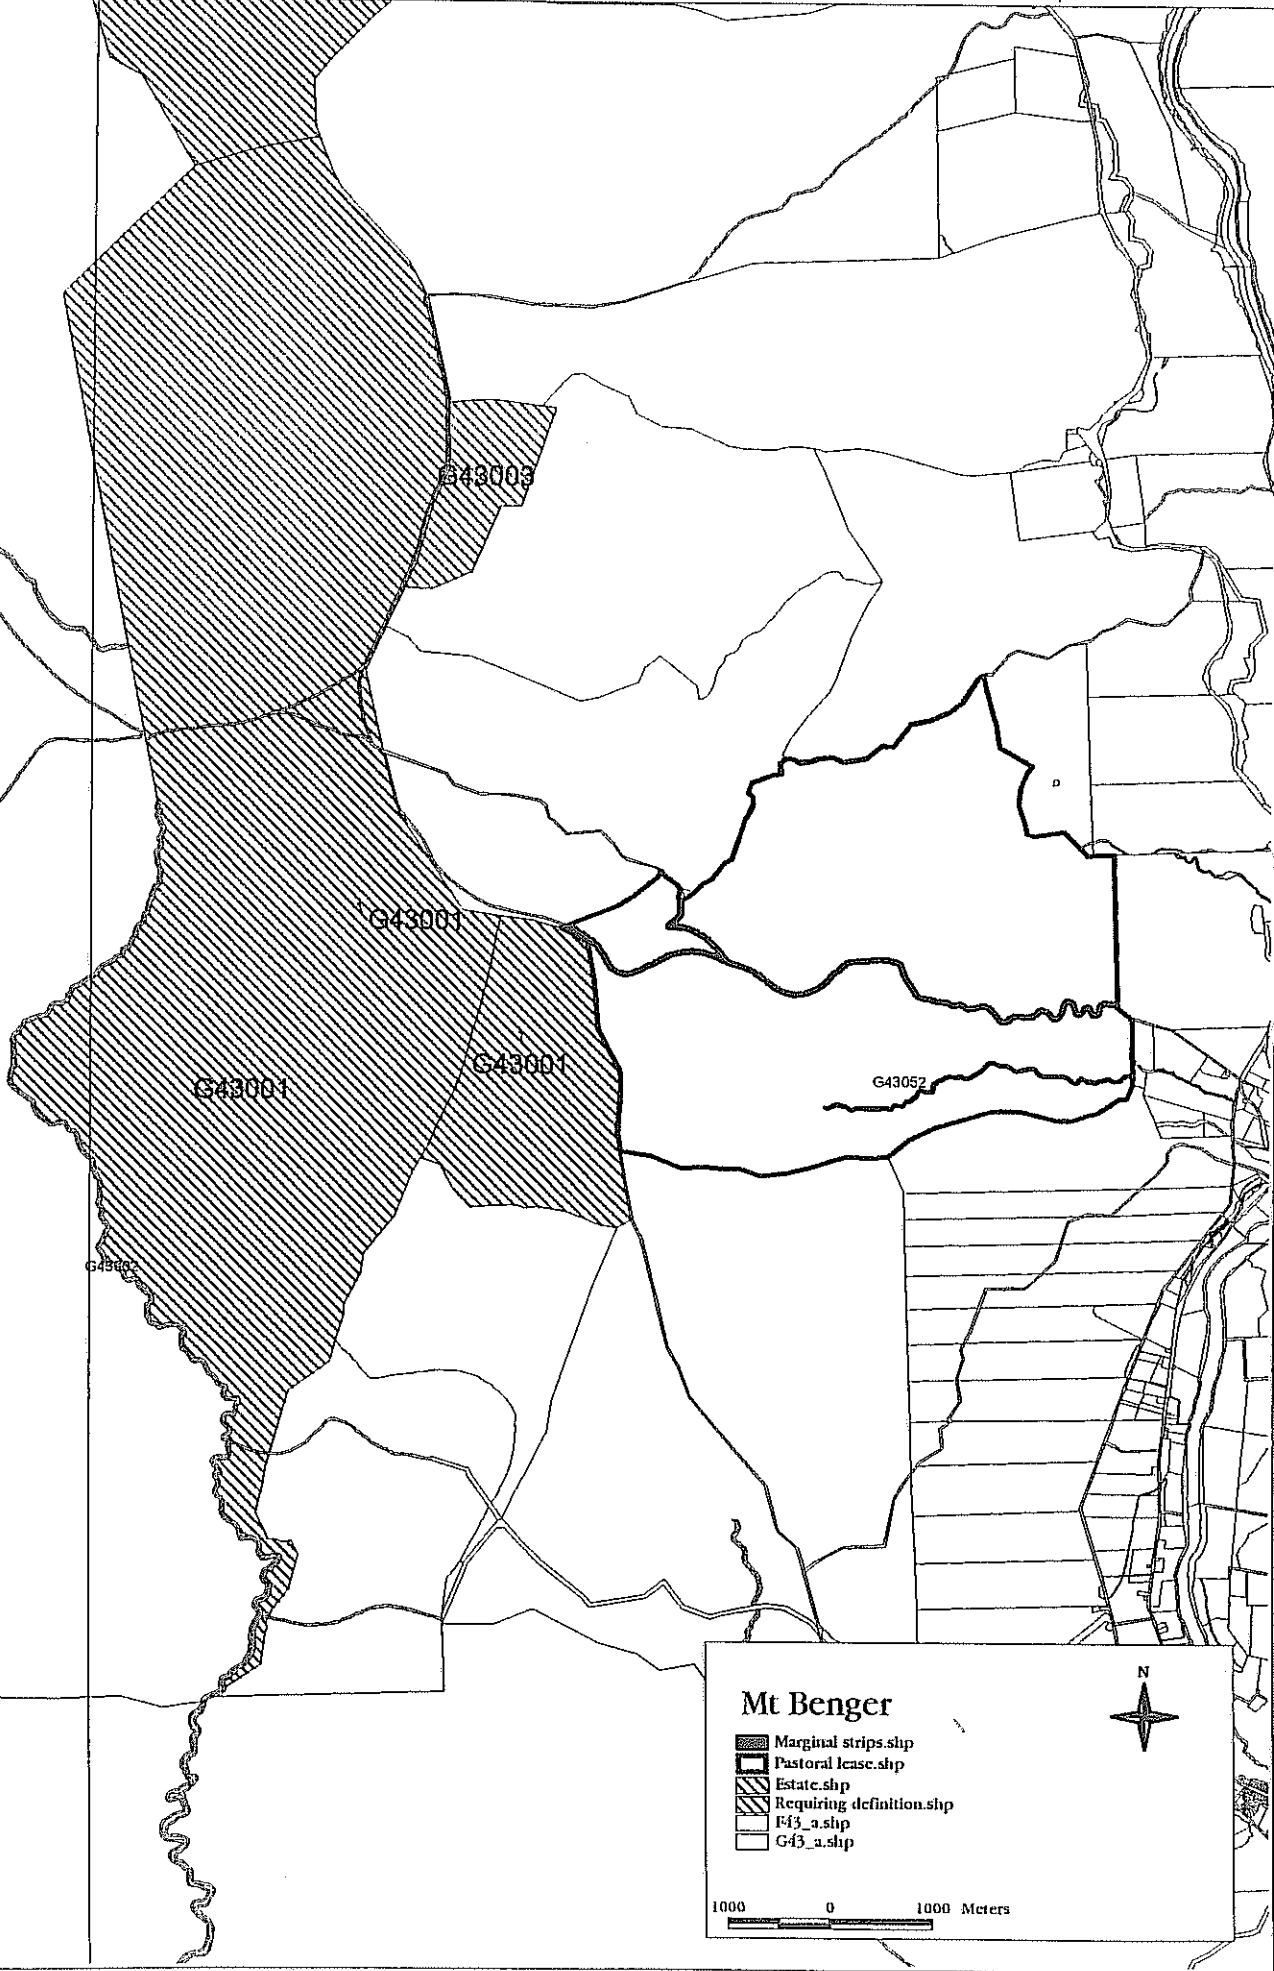 G43003
G43001
G43001
G43001
G43052
G43002
N
Mt Benger
Marginal strips.shp
Pastoral lease.shp
Estate.shp
Requiring definition.shp
F43_a.shp
G43_a.shp
1000 0 1000 Meters